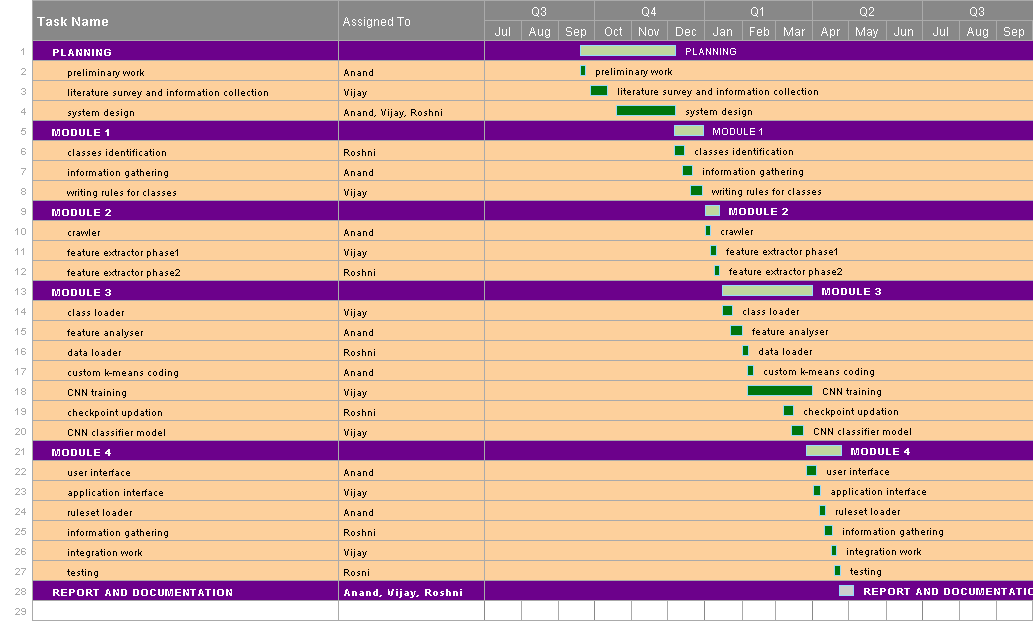 Task Name Assigned To Q3 Q4 Q1 Q2 Q3
Jul Aug Sep Oct Nov Dec Jan Feb Mar Apr May Jun Jul Aug Sep
1 PLANNING PLANNING
2 preliminary work Anand preliminary work
3 literature survey and information collection Vijay literature survey and information collection
4 system design Anand, Vijay, Roshni system design
5 MODULE 1 MODULE 1
6 classes identification Roshni classes identification
7 information gathering Anand information gathering
8 writing rules for classes Vijay writing rules for classes
9 MODULE 2 MODULE 2
10 crawler Anand crawler
11 feature extractor phase1 Vijay feature extractor phase1
12 feature extractor phase2 Roshni feature extractor phase2
13 MODULE 3 MODULE 3
14 class loader Vijay class loader
15 feature analyser Anand feature analyser
16 data loader Roshni data loader
17 custom k-means coding Anand custom k-means coding
18 CNN training Vijay CNN training
19 checkpoint updation Roshni checkpoint updation
20 CNN classifier model Vijay CNN classifier model
21 MODULE 4 MODULE 4
22 user interface Anand user interface
23 application interface Vijay application interface
24 ruleset loader Anand ruleset loader
25 information gathering Roshni information gathering
26 integration work Vijay integration work
27 testing Rosni testing
28 REPORT AND DOCUMENTATION Anand, Vijay, Roshni REPORT AND DOCUMENTATIO
29